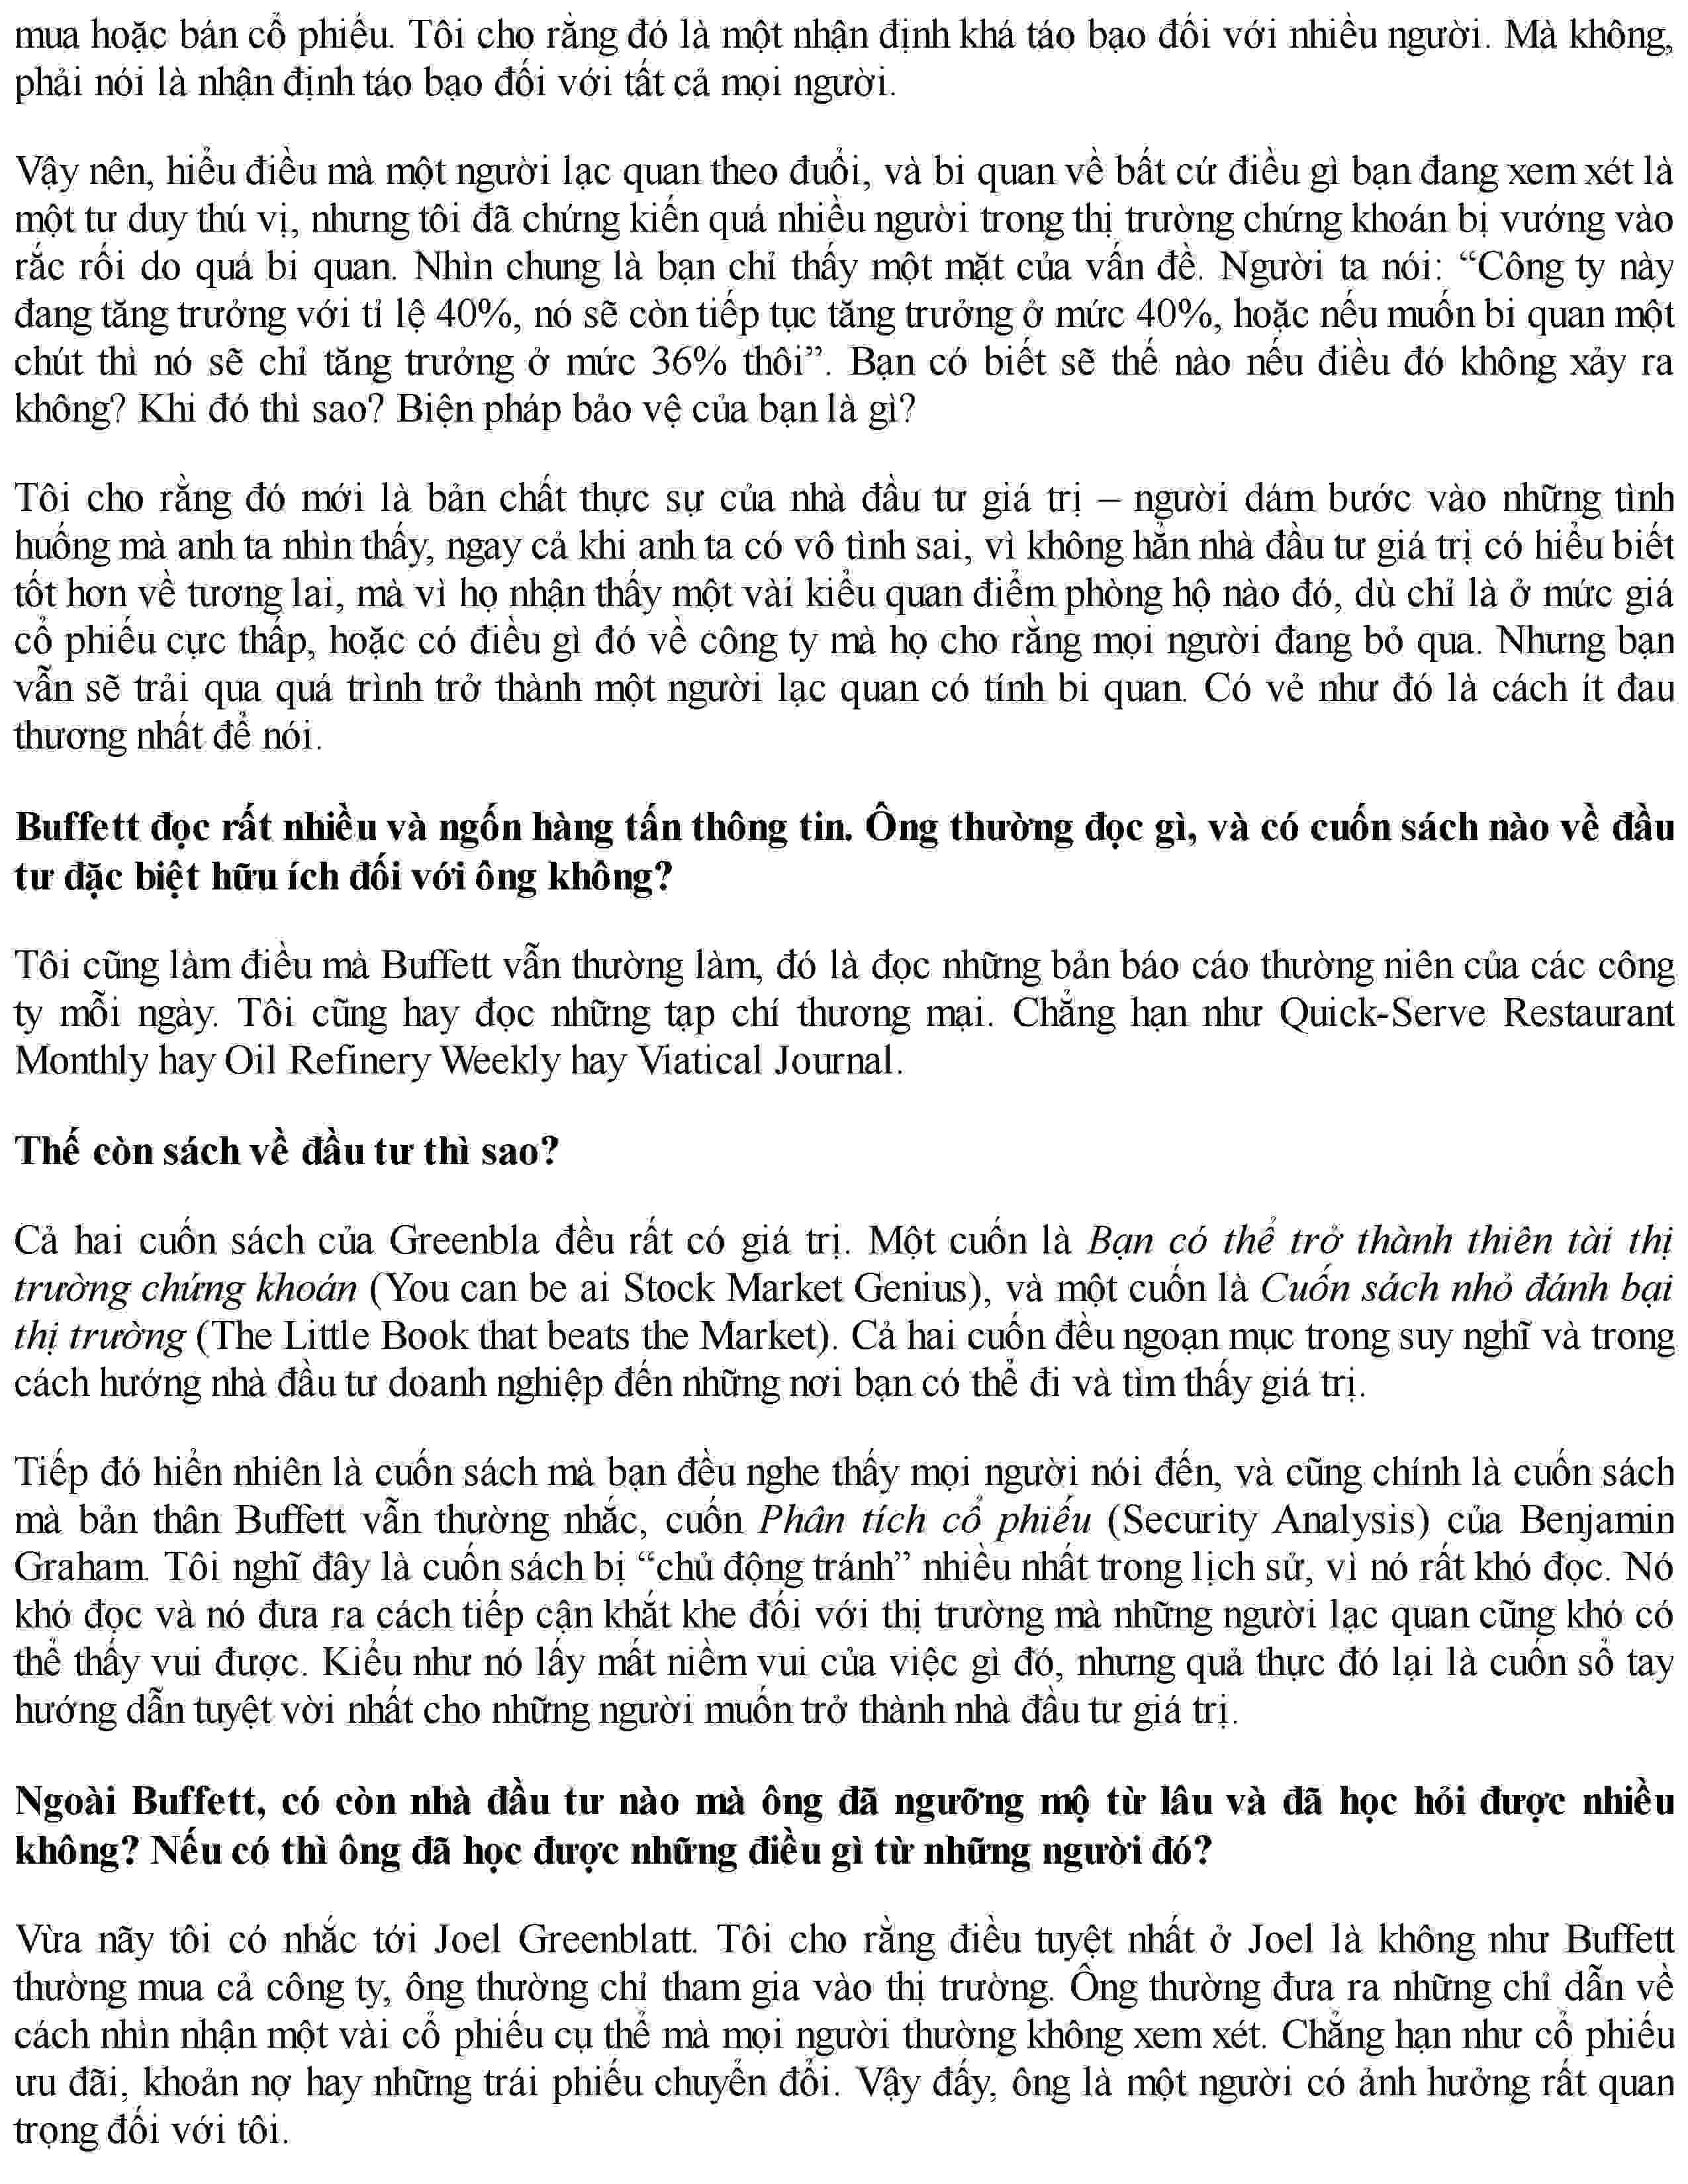 mua hoặc bán cổ phiếu. Tôi cho rằng đó là một nhận định khá táo bạo đối với nhiều người. Mà không,
phải nói là nhận định táo bạo đối với tất cả mọi người.
Vậy nên, hiểu điều mà một người lạc quan theo đuổi, và bi quan về bất cứ điều gì bạn đang xem xét là
một tư duy thú vị, nhưng tôi đã chứng kiến quá nhiều người trong thị trường chứng khoán bị vướng vào
rắc rối do quá bi quan. Nhìn chung là bạn chỉ thấy một mặt của vấn đề. Người ta nói: “Công ty này
đang tăng trưởng với tỉ lệ 40%, nó sẽ còn tiếp tục tăng trưởng ở mức 40%, hoặc nếu muốn bi quan một
chút thì nó sẽ chỉ tăng trưởng ở mức 36% thôi”. Bạn có biết sẽ thế nào nếu điều đó không xảy ra
không? Khi đó thì sao? Biện pháp bảo vệ của bạn là gì?
Tôi cho rằng đó mới là bản chất thực sự của nhà đầu tư giá trị – người dám bước vào những tình
huống mà anh ta nhìn thấy, ngay cả khi anh ta có vô tình sai, vì không hẳn nhà đầu tư giá trị có hiểu biết
tốt hơn về tương lai, mà vì họ nhận thấy một vài kiểu quan điểm phòng hộ nào đó, dù chỉ là ở mức giá
cổ phiếu cực thấp, hoặc có điều gì đó về công ty mà họ cho rằng mọi người đang bỏ qua. Nhưng bạn
vẫn sẽ trải qua quá trình trở thành một người lạc quan có tính bi quan. Có vẻ như đó là cách ít đau
thương nhất để nói.
Buffett đọc rất nhiều và ngốn hàng tấn thông tin. Ông thường đọc gì, và có cuốn sách nào về đầu
tư đặc biệt hữu ích đối với ông không?
Tôi cũng làm điều mà Buffett vẫn thường làm, đó là đọc những bản báo cáo thường niên của các công
ty mỗi ngày. Tôi cũng hay đọc những tạp chí thương mại. Chẳng hạn như Quick-Serve Restaurant
Monthly hay Oil Refinery Weekly hay Viatical Journal.
Thế còn sách về đầu tư thì sao?
Cả hai cuốn sách của Greenbla đều rất có giá trị. Một cuốn là Bạn có thể trở thành thiên tài thị
trường chứng khoán (You can be ai Stock Market Genius), và một cuốn là Cuốn sách nhỏ đánh bại
thị trường (The Little Book that beats the Market). Cả hai cuốn đều ngoạn mục trong suy nghĩ và trong
cách hướng nhà đầu tư doanh nghiệp đến những nơi bạn có thể đi và tìm thấy giá trị.
Tiếp đó hiển nhiên là cuốn sách mà bạn đều nghe thấy mọi người nói đến, và cũng chính là cuốn sách
mà bản thân Buffett vẫn thường nhắc, cuốn Phân tích cổ phiếu (Security Analysis) của Benjamin
Graham. Tôi nghĩ đây là cuốn sách bị “chủ động tránh” nhiều nhất trong lịch sử, vì nó rất khó đọc. Nó
khó đọc và nó đưa ra cách tiếp cận khắt khe đối với thị trường mà những người lạc quan cũng khó có
thể thấy vui được. Kiểu như nó lấy mất niềm vui của việc gì đó, nhưng quả thực đó lại là cuốn sổ tay
hướng dẫn tuyệt vời nhất cho những người muốn trở thành nhà đầu tư giá trị.
Ngoài Buffett, có còn nhà đầu tư nào mà ông đã ngưỡng mộ từ lâu và đã học hỏi được nhiều
không? Nếu có thì ông đã học được những điều gì từ những người đó?
Vừa nãy tôi có nhắc tới Joel Greenblatt. Tôi cho rằng điều tuyệt nhất ở Joel là không như Buffett
thường mua cả công ty, ông thường chỉ tham gia vào thị trường. Ông thường đưa ra những chỉ dẫn về
cách nhìn nhận một vài cổ phiếu cụ thể mà mọi người thường không xem xét. Chẳng hạn như cổ phiếu
ưu đãi, khoản nợ hay những trái phiếu chuyển đổi. Vậy đấy, ông là một người có ảnh hưởng rất quan
trọng đối với tôi.